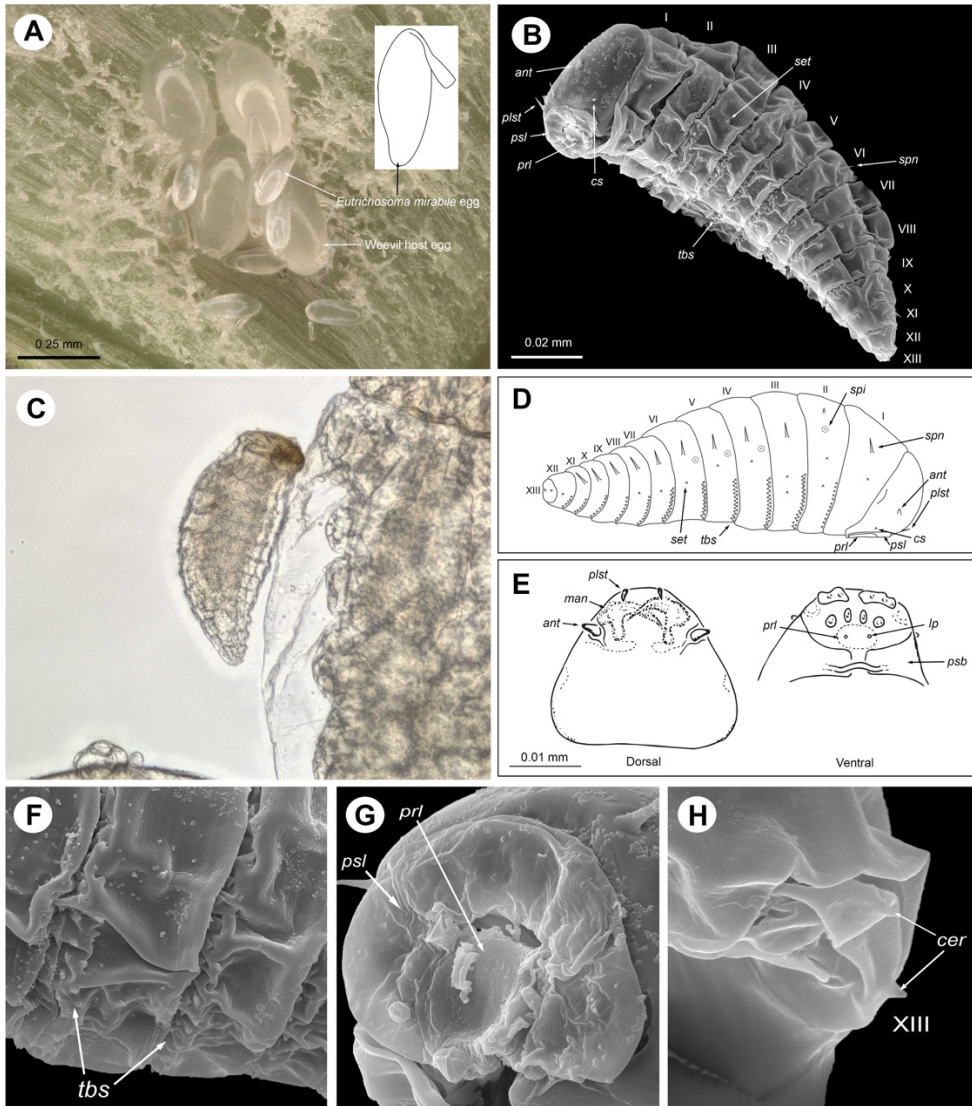 A
Eutrichosoma mirabile egg
Weevil host egg
0.25 mm
B
I
II
III
IV
V
VI
VII
VIII
IX
X
XI
XII
XIII
ant
set
plst
psl
prl
cs
spn
tbs
0.02 mm
C
D
XIII
XII
XI
X
IX
VIII
VII
VI
V
IV
III
II
I
spi
spn
ant
plst
cs
psl
prl
tbs
set
E
plst
man
ant
prl
lp
psb
0.01 mm
Dorsal
Ventral
F
tbs
G
prl
psl
H
cer
XIII